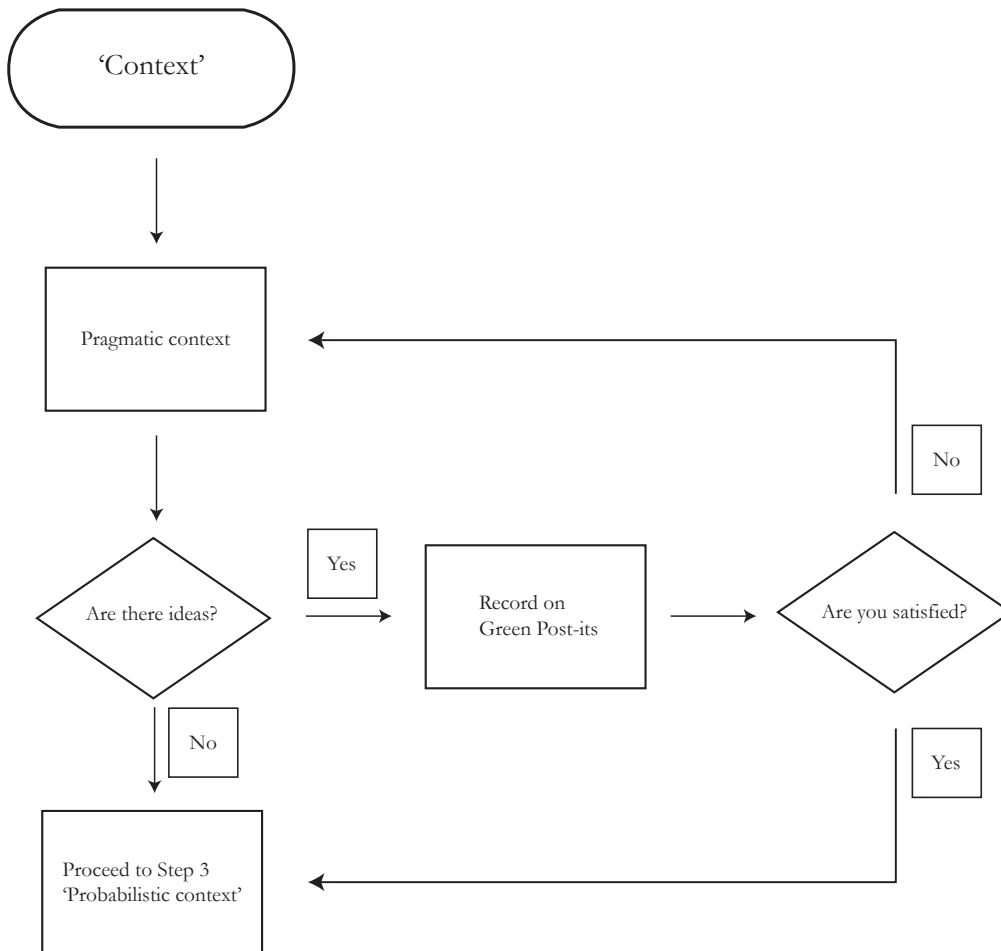 ‘Context’
Pragmatic context
No
Yes
Are there ideas?
Record on
Green Post-its
Are you satisfied?
No
Yes
Proceed to Step 3
‘Probabilistic context’